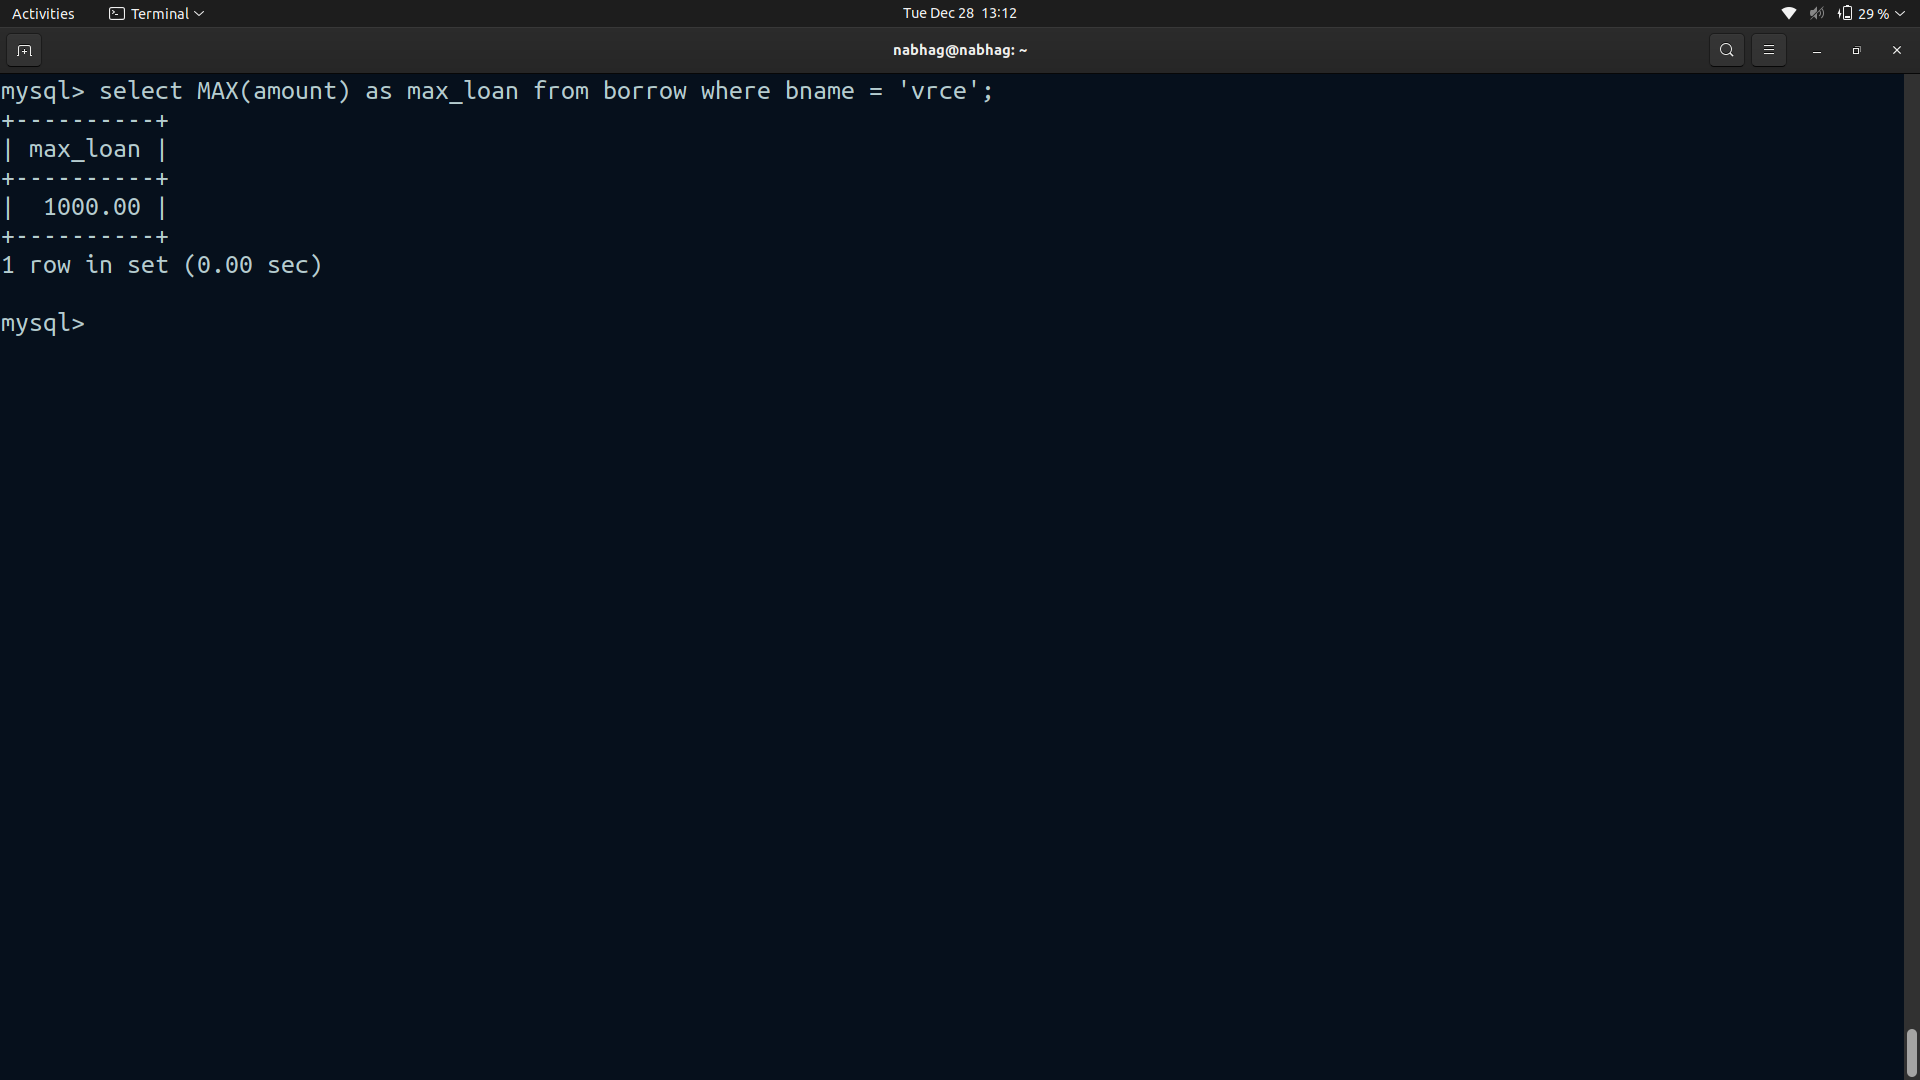 Activities Terminal Tue Dec 28 13:12 29 %
nabhag@nabhag: ~
mysql> select MAX(amount) as max_loan from borrow where bname = 'vrce';
+----------+
| max_loan |
+----------+
|  1000.00 |
+----------+
1 row in set (0.00 sec)
mysql>